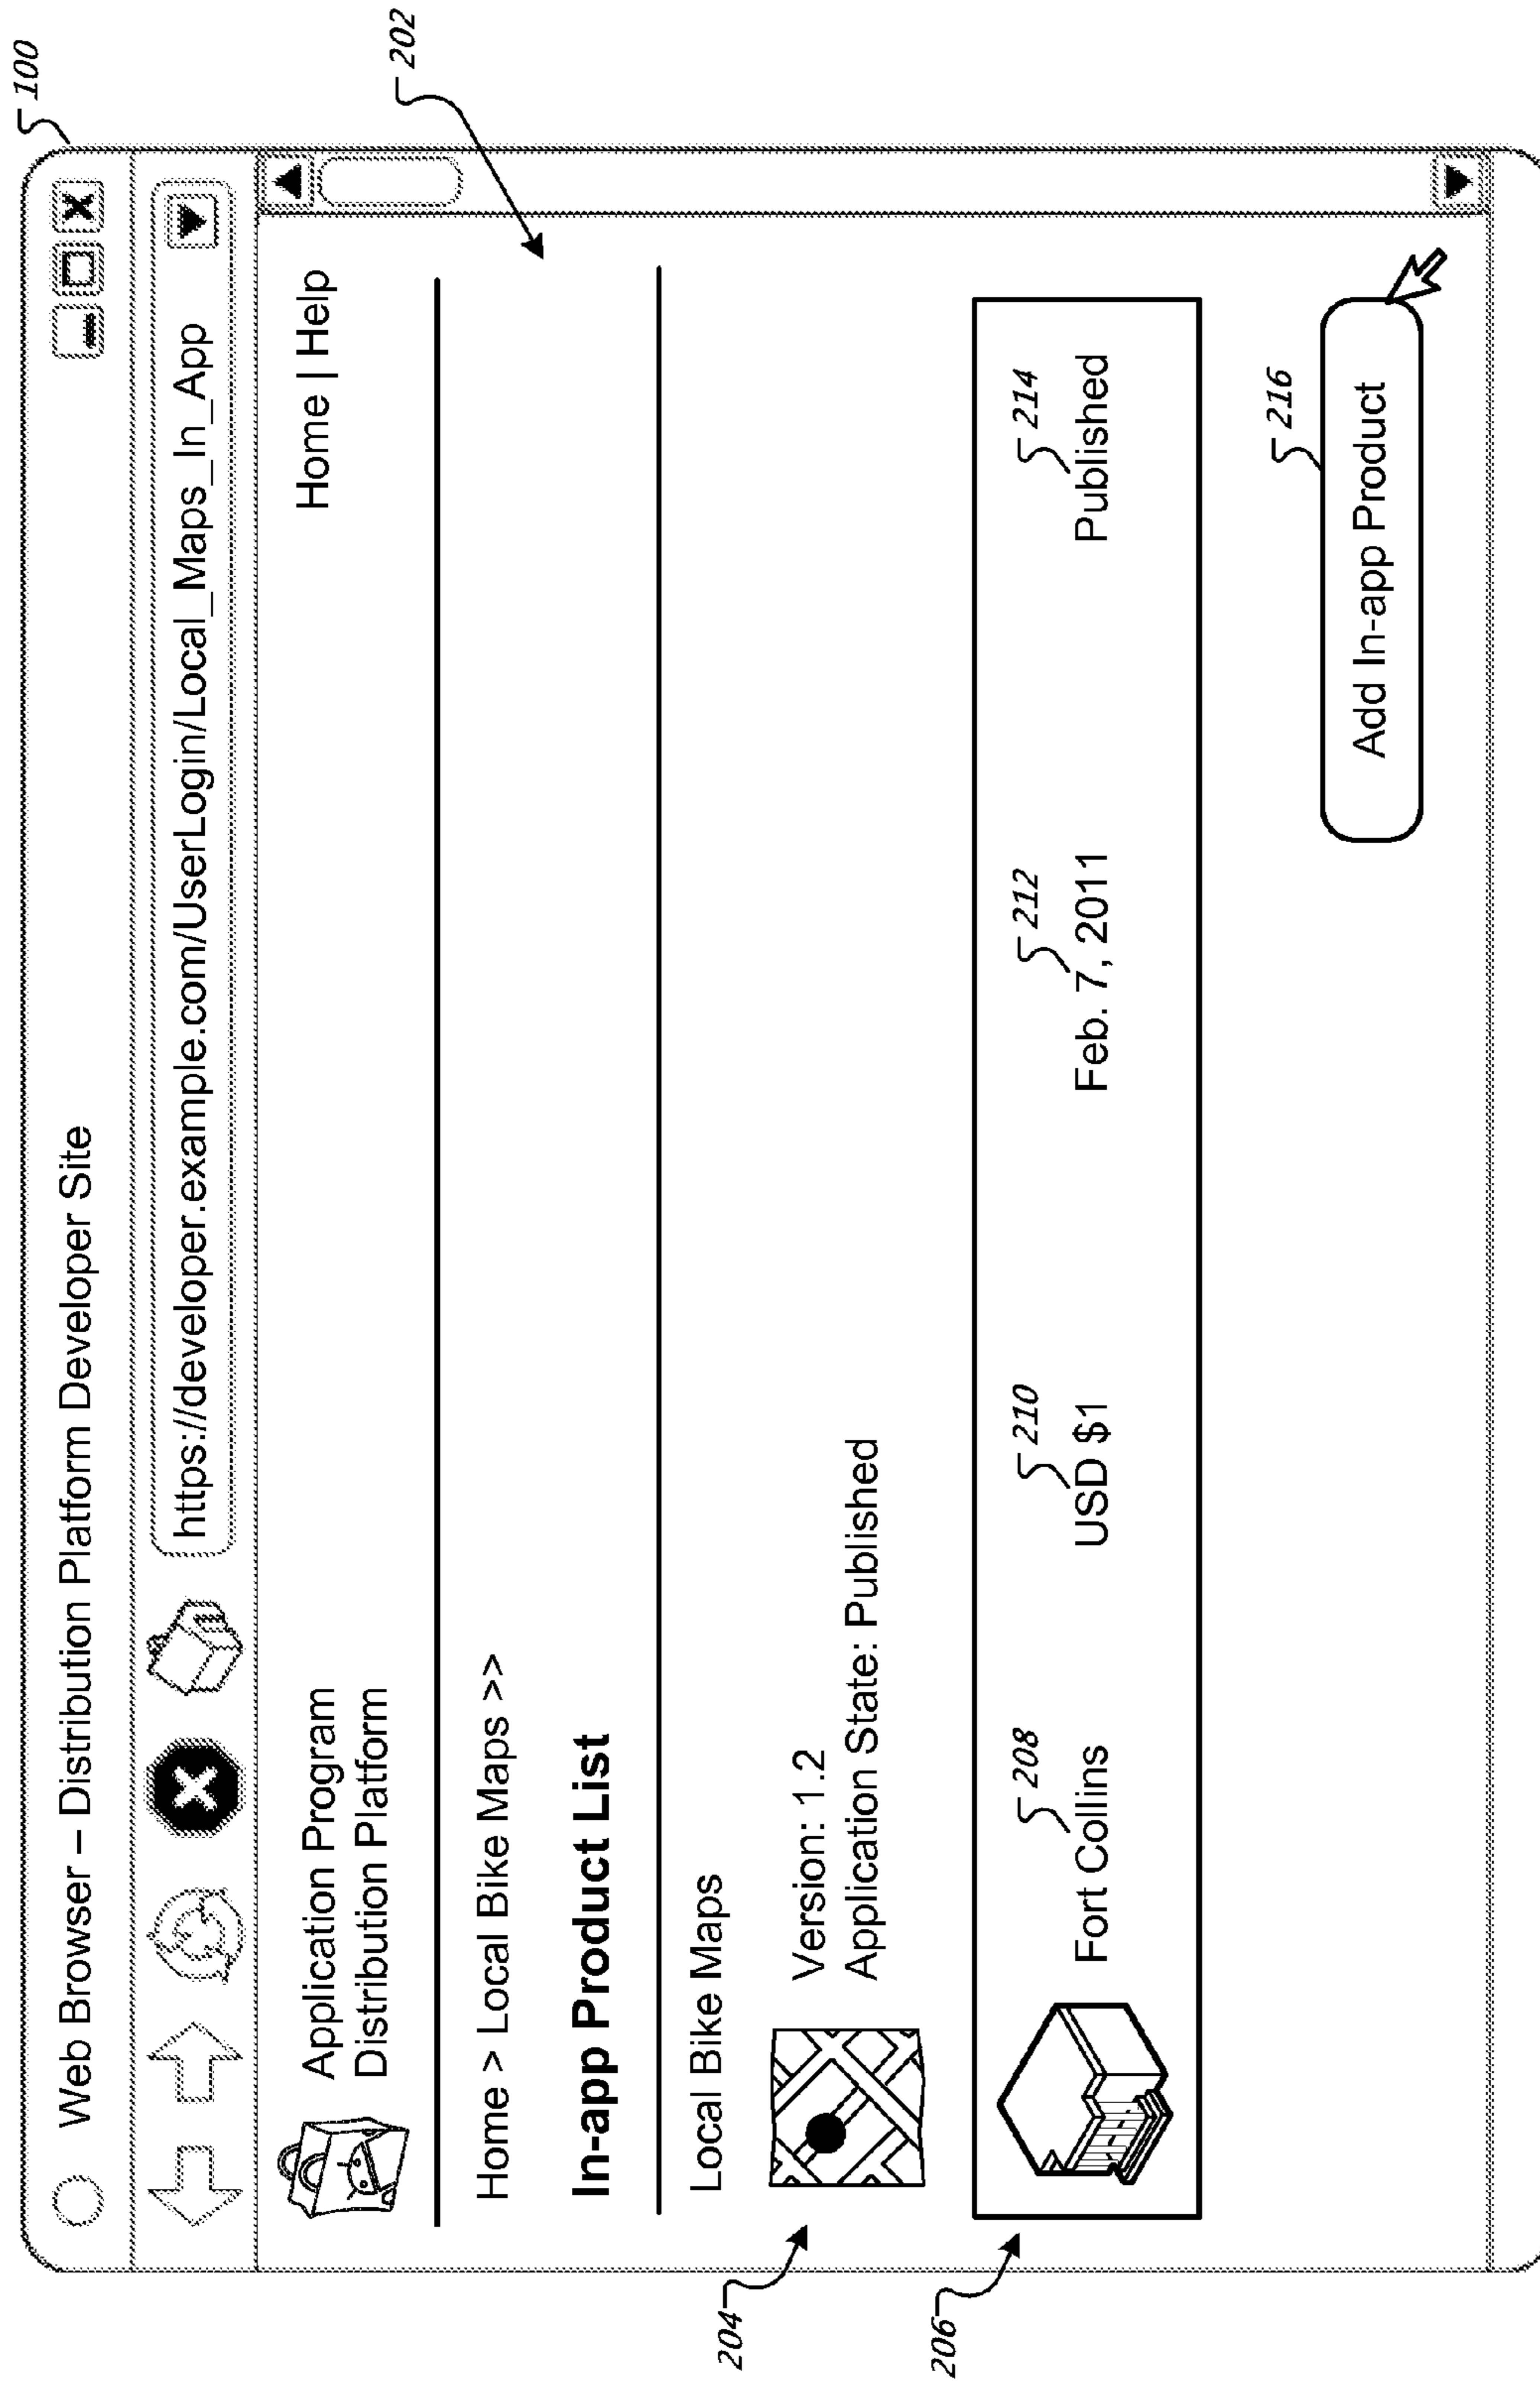 100
Web Browser – Distribution Platform Developer Site
https://developer.example.com/UserLogin/Local_Maps_In_App
Application Program
Distribution Platform
Home | Help
202
Home > Local Bike Maps >>
In-app Product List
Local Bike Maps
204
Version: 1.2
Application State: Published
206
208
210
212
214
Fort Collins
USD $1
Feb. 7, 2011
Published
216
Add In-app Product